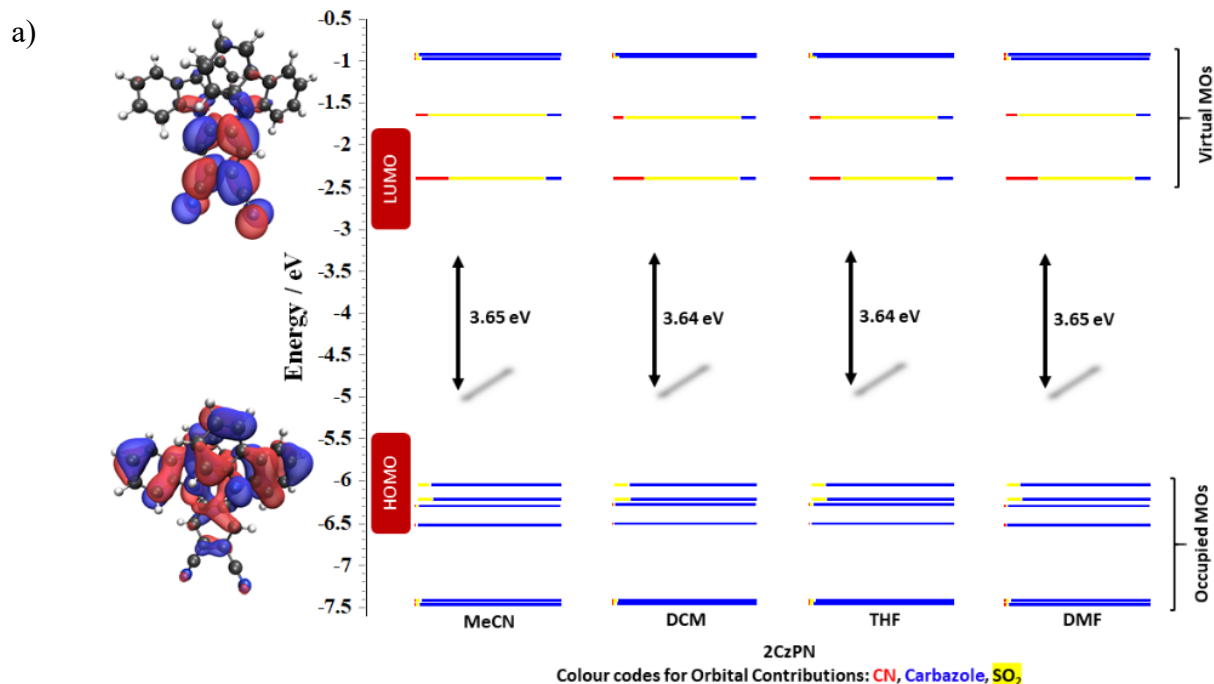 a)
-0.5
-1
-1.5
-2
-2.5
-3
-3.5
-4
-4.5
-5
-5.5
-6
-6.5
-7
-7.5
Energy / eV
LUMO
HOMO
3.65 eV
3.64 eV
3.64 eV
3.65 eV
Virtual MOs
Occupied MOs
MeCN
DCM
THF
DMF
2CzPN
Colour codes for Orbital Contributions: CN, Carbazole, SO₂